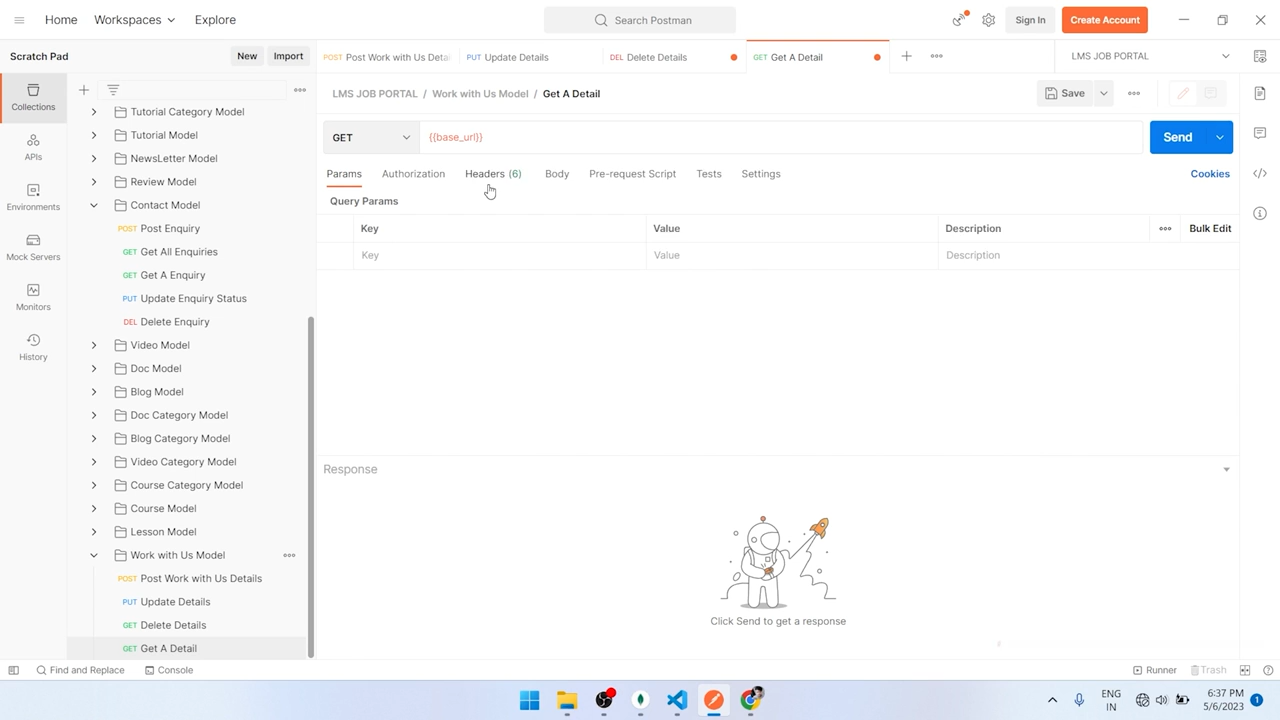 Home Workspaces Explore Search Postman Sign In Create Account
Scratch Pad New Import POST Post Work with Us Detai PUT Update Details DEL Delete Details GET Get A Detail LMS JOB PORTAL
Collections
APIs
Environments
Mock Servers
Monitors
History
Tutorial Category Model
Tutorial Model
NewsLetter Model
Review Model
Contact Model
POST Post Enquiry
GET Get All Enquiries
GET Get A Enquiry
PUT Update Enquiry Status
DEL Delete Enquiry
Video Model
Doc Model
Blog Model
Doc Category Model
Blog Category Model
Video Category Model
Course Category Model
Course Model
Lesson Model
Work with Us Model
POST Post Work with Us Details
PUT Update Details
GET Delete Details
GET Get A Detail
LMS JOB PORTAL / Work with Us Model / Get A Detail Save
GET {{base_url}} Send
Params Authorization Headers (6) Body Pre-request Script Tests Settings Cookies
Query Params
Key Value Description Bulk Edit
Key Value Description
Response
Click Send to get a response
Find and Replace Console Runner Trash
ENG
IN
6:37 PM
5/6/2023
1